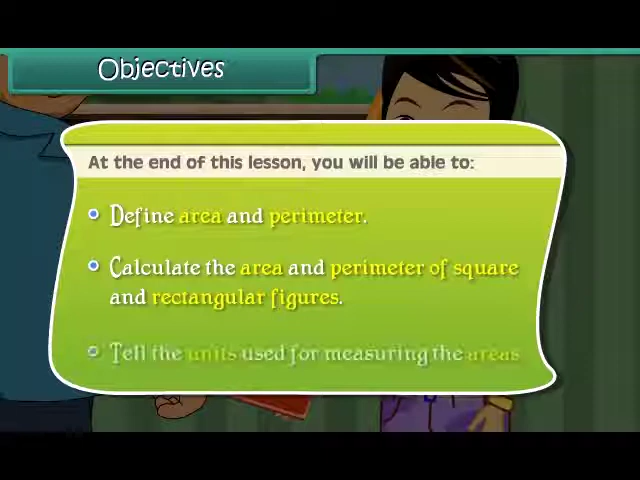 Objectives
At the end of this lesson, you will be able to:
Define area and perimeter.
Calculate the area and perimeter of square
and rectangular figures.
Tell the units used for measuring the areas